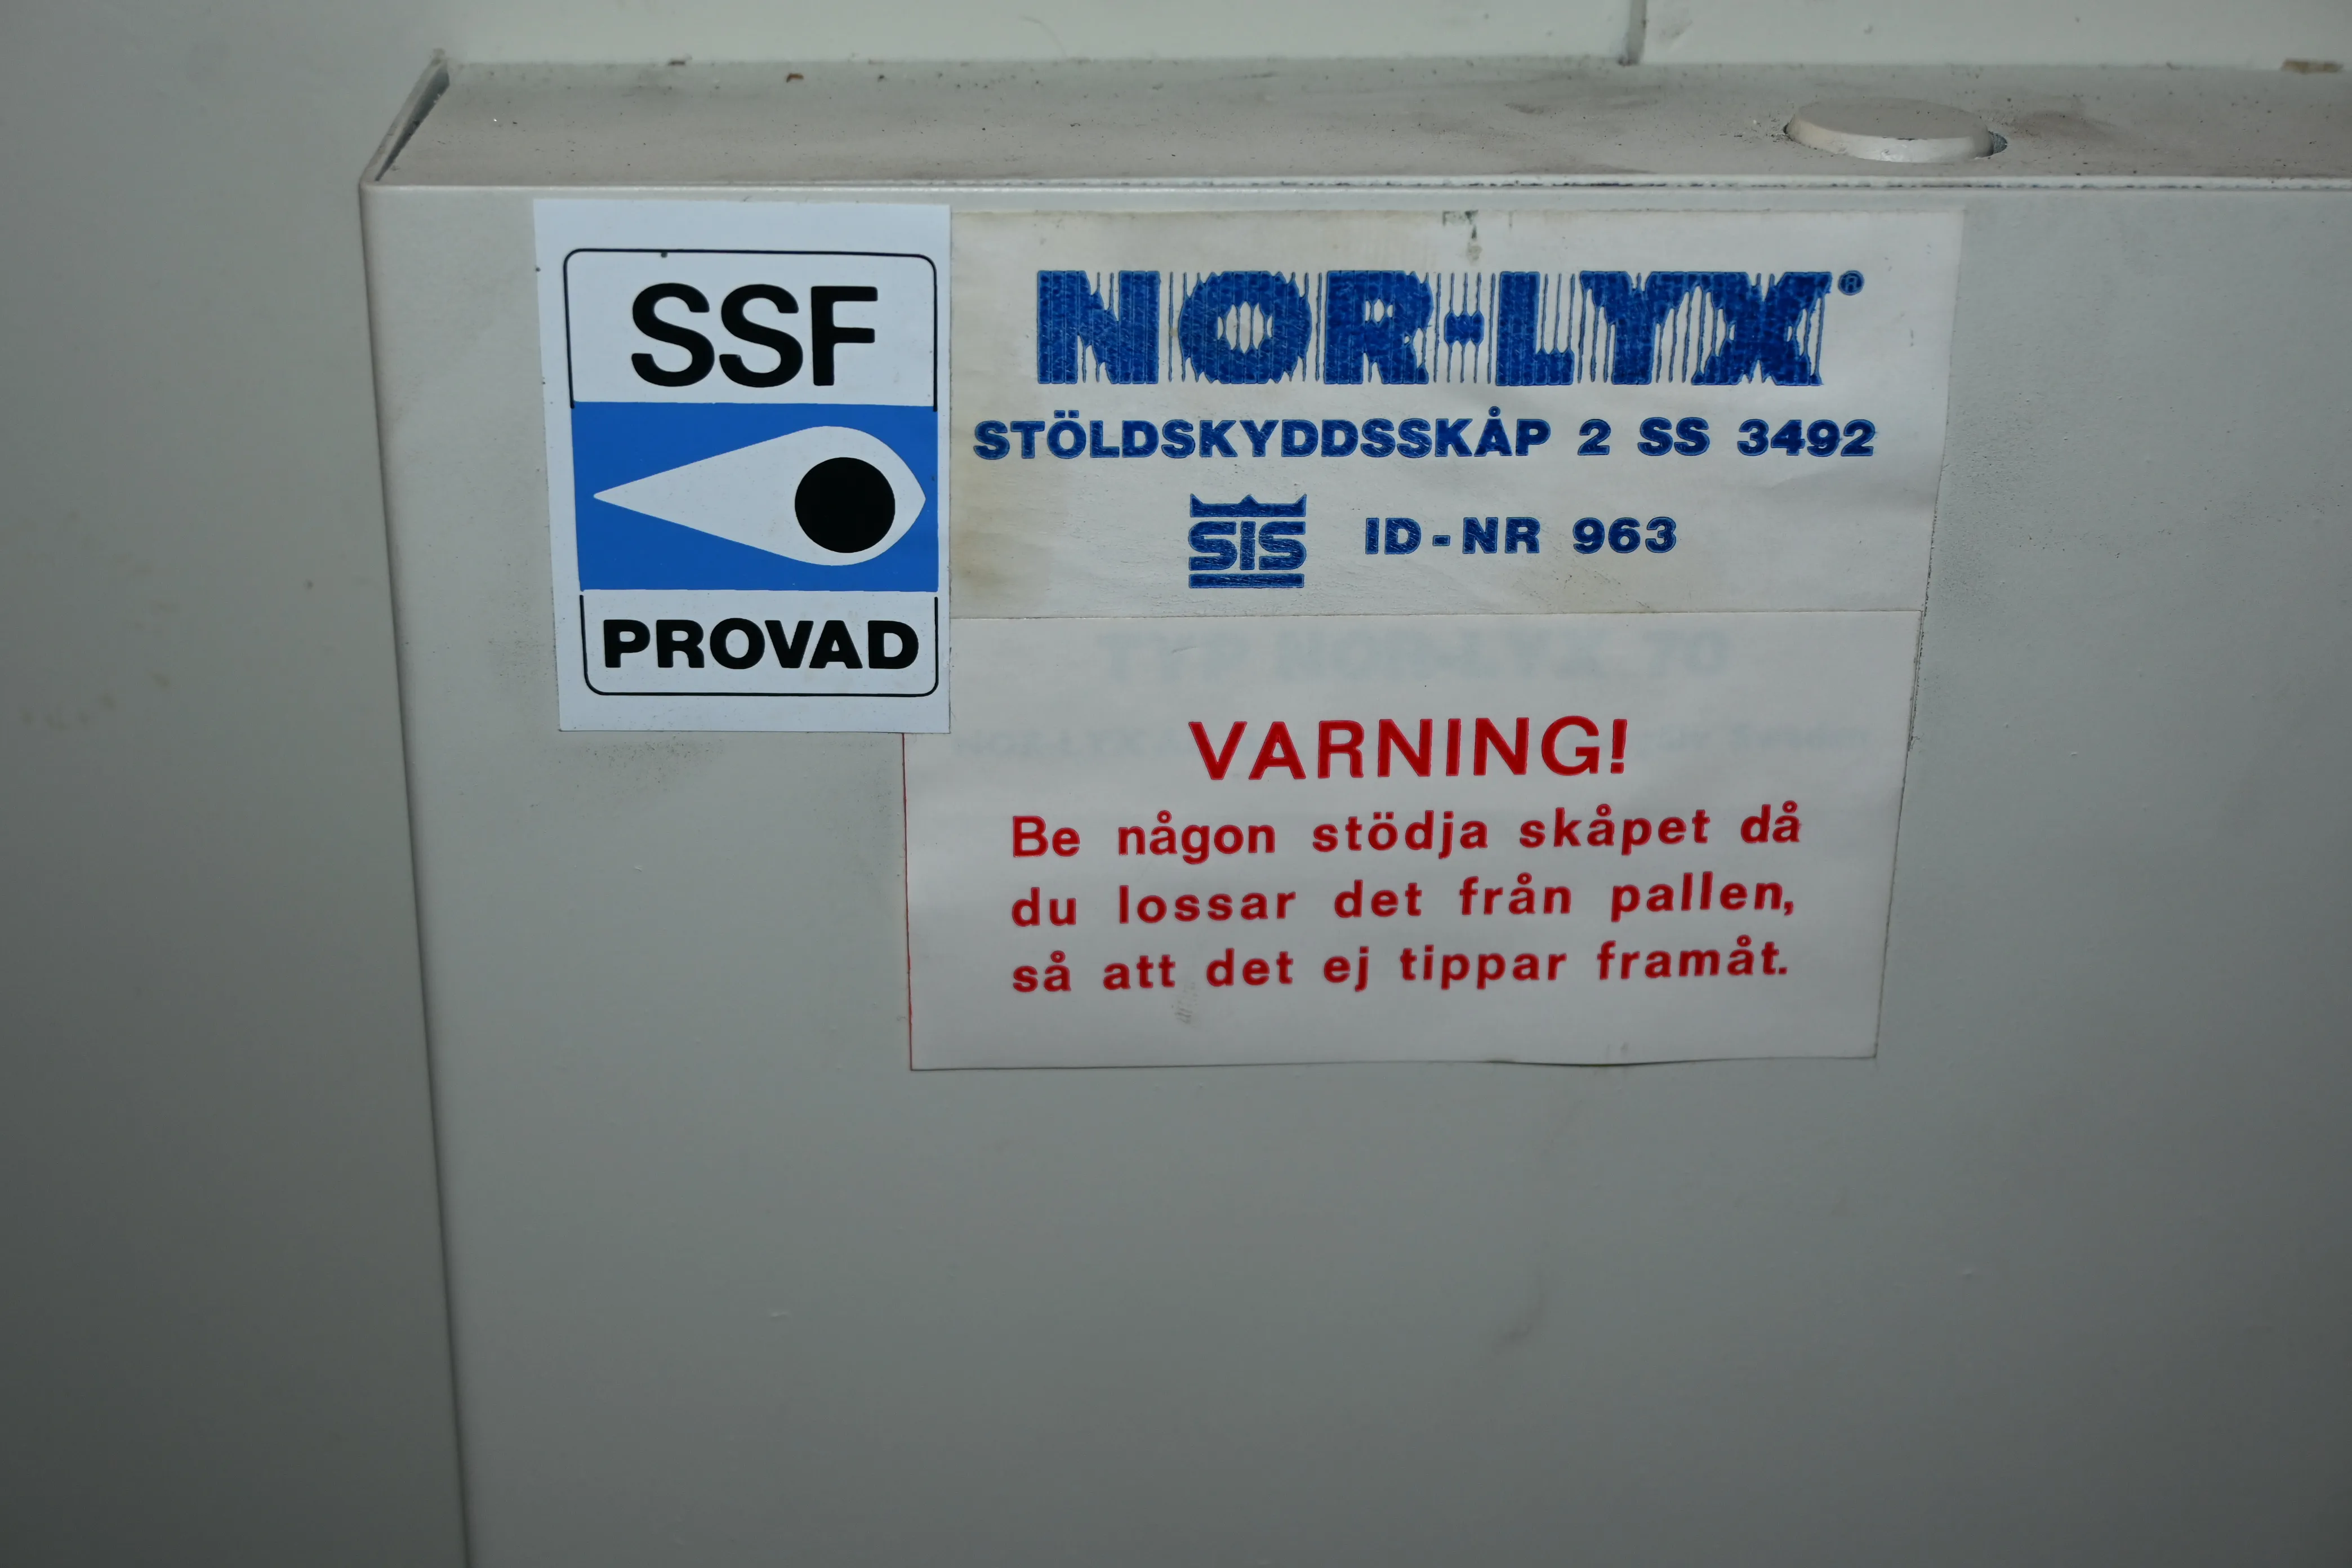 SSF
PROVAD
NOR-LYX®
STÖLDSKYDDSSKÅP 2 SS 3492
SIS ID-NR 963
VARNING!
Be någon stödja skåpet då
du lossar det från pallen,
så att det ej tippar framåt.